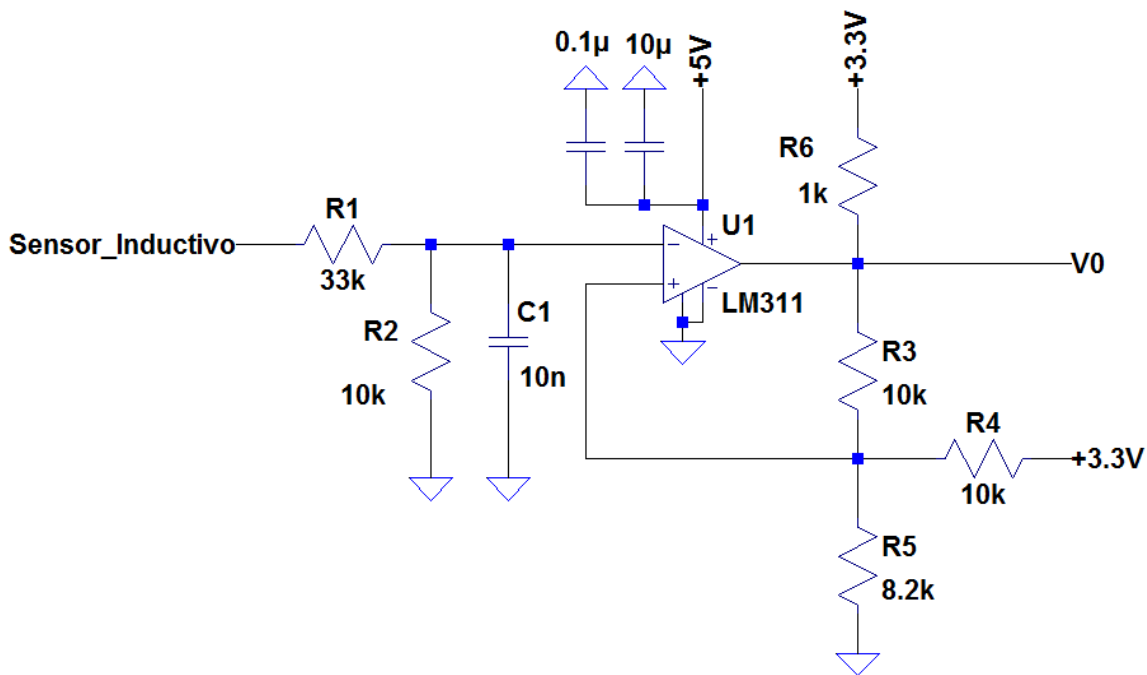 0.1µ
10µ
+5V
+3.3V
R6
1k
R1
U1
Sensor_Inductivo
33k
+
−
+
−
V0
LM311
C1
R2
10n
10k
R3
10k
R4
+3.3V
10k
R5
8.2k